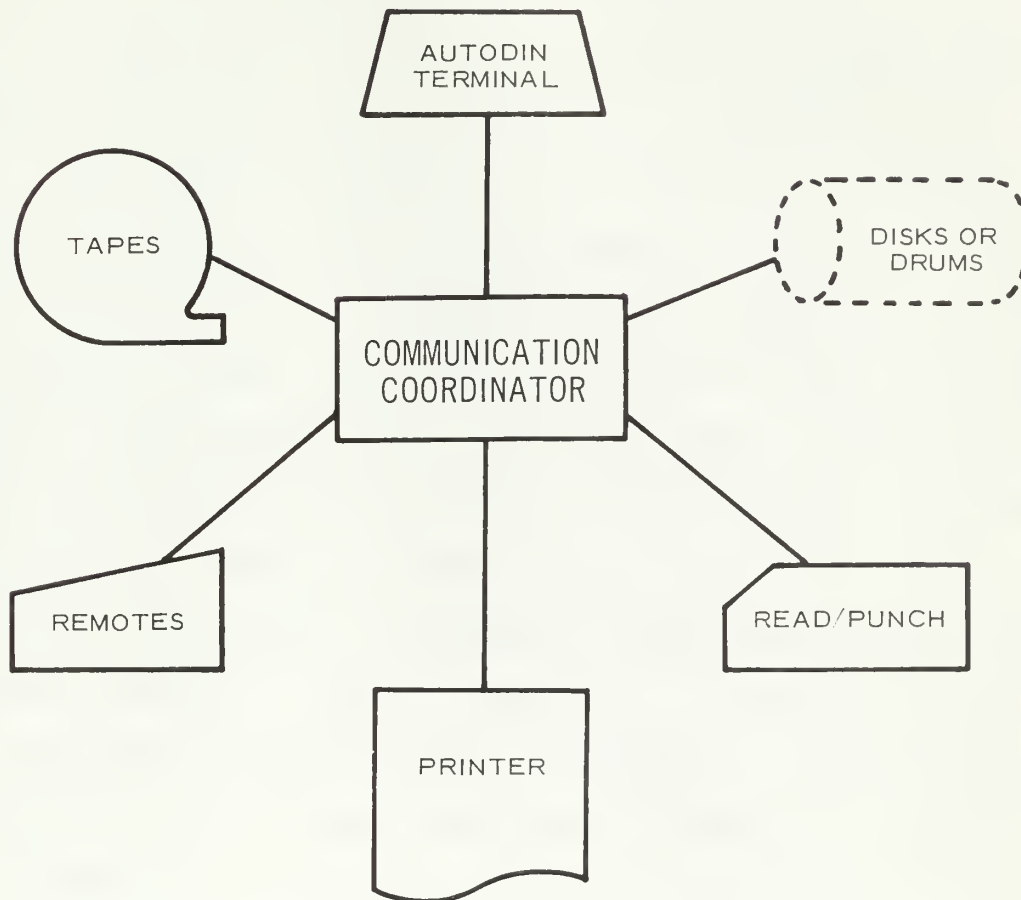 AUTODIN
TERMINAL
TAPES
DISKS OR
DRUMS
COMMUNICATION
COORDINATOR
REMOTES
READ/PUNCH
PRINTER